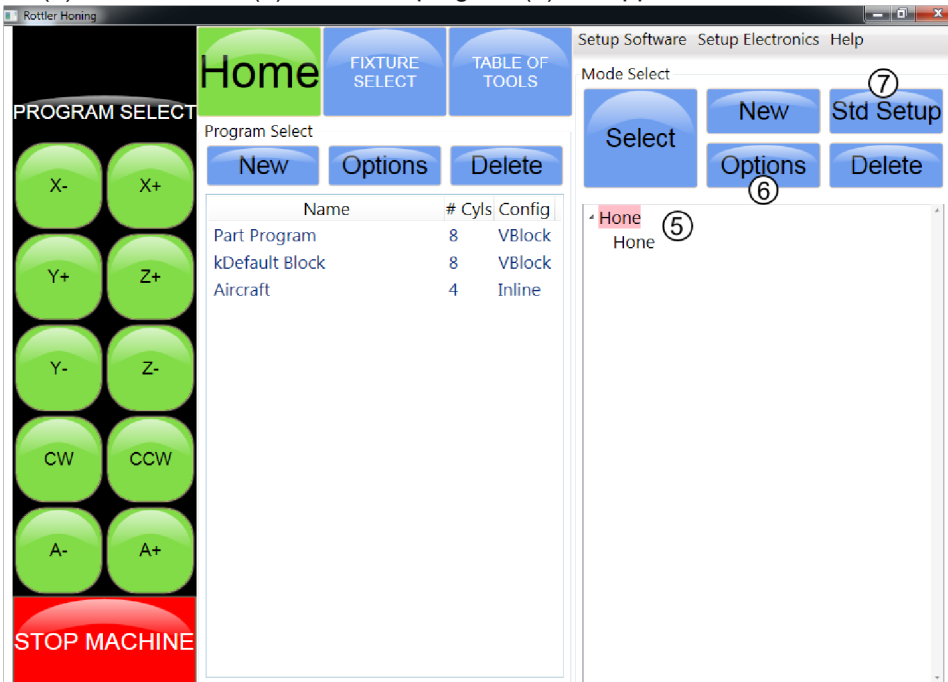 Rottler Honing
PROGRAM SELECT
X-
X+
Y+
Z+
Y-
Z-
CW
CCW
A-
A+
STOP MACHINE
Home
FIXTURE
SELECT
TABLE OF
TOOLS
Program Select
New
Options
Delete
Name # Cyls Config
Part Program 8 VBlock
kDefault Block 8 VBlock
Aircraft 4 Inline
Setup Software Setup Electronics Help
Mode Select
Select
New
⑦
Std Setup
Options
⑥
Delete
Hone ⑤
Hone